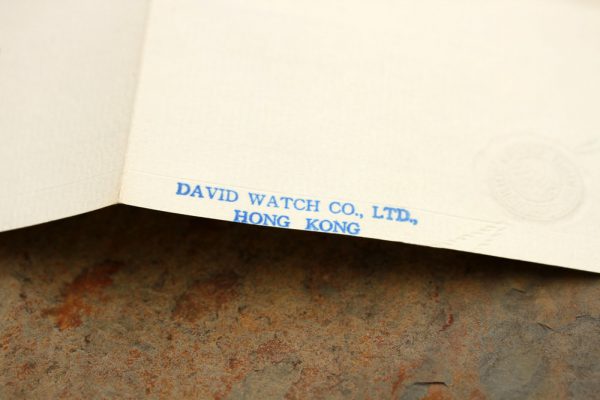 DAVID WATCH CO., LTD.,
HONG KONG